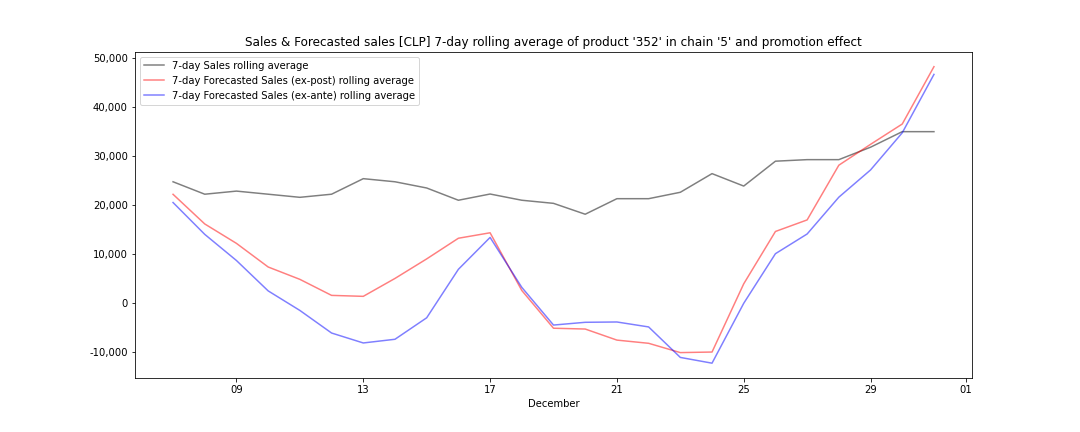 Sales & Forecasted sales [CLP] 7-day rolling average of product '352' in chain '5' and promotion effect
7-day Sales rolling average
7-day Forecasted Sales (ex-post) rolling average
7-day Forecasted Sales (ex-ante) rolling average
50,000
40,000
30,000
20,000
10,000
0
-10,000
09 13 17 21 25 29 01
December